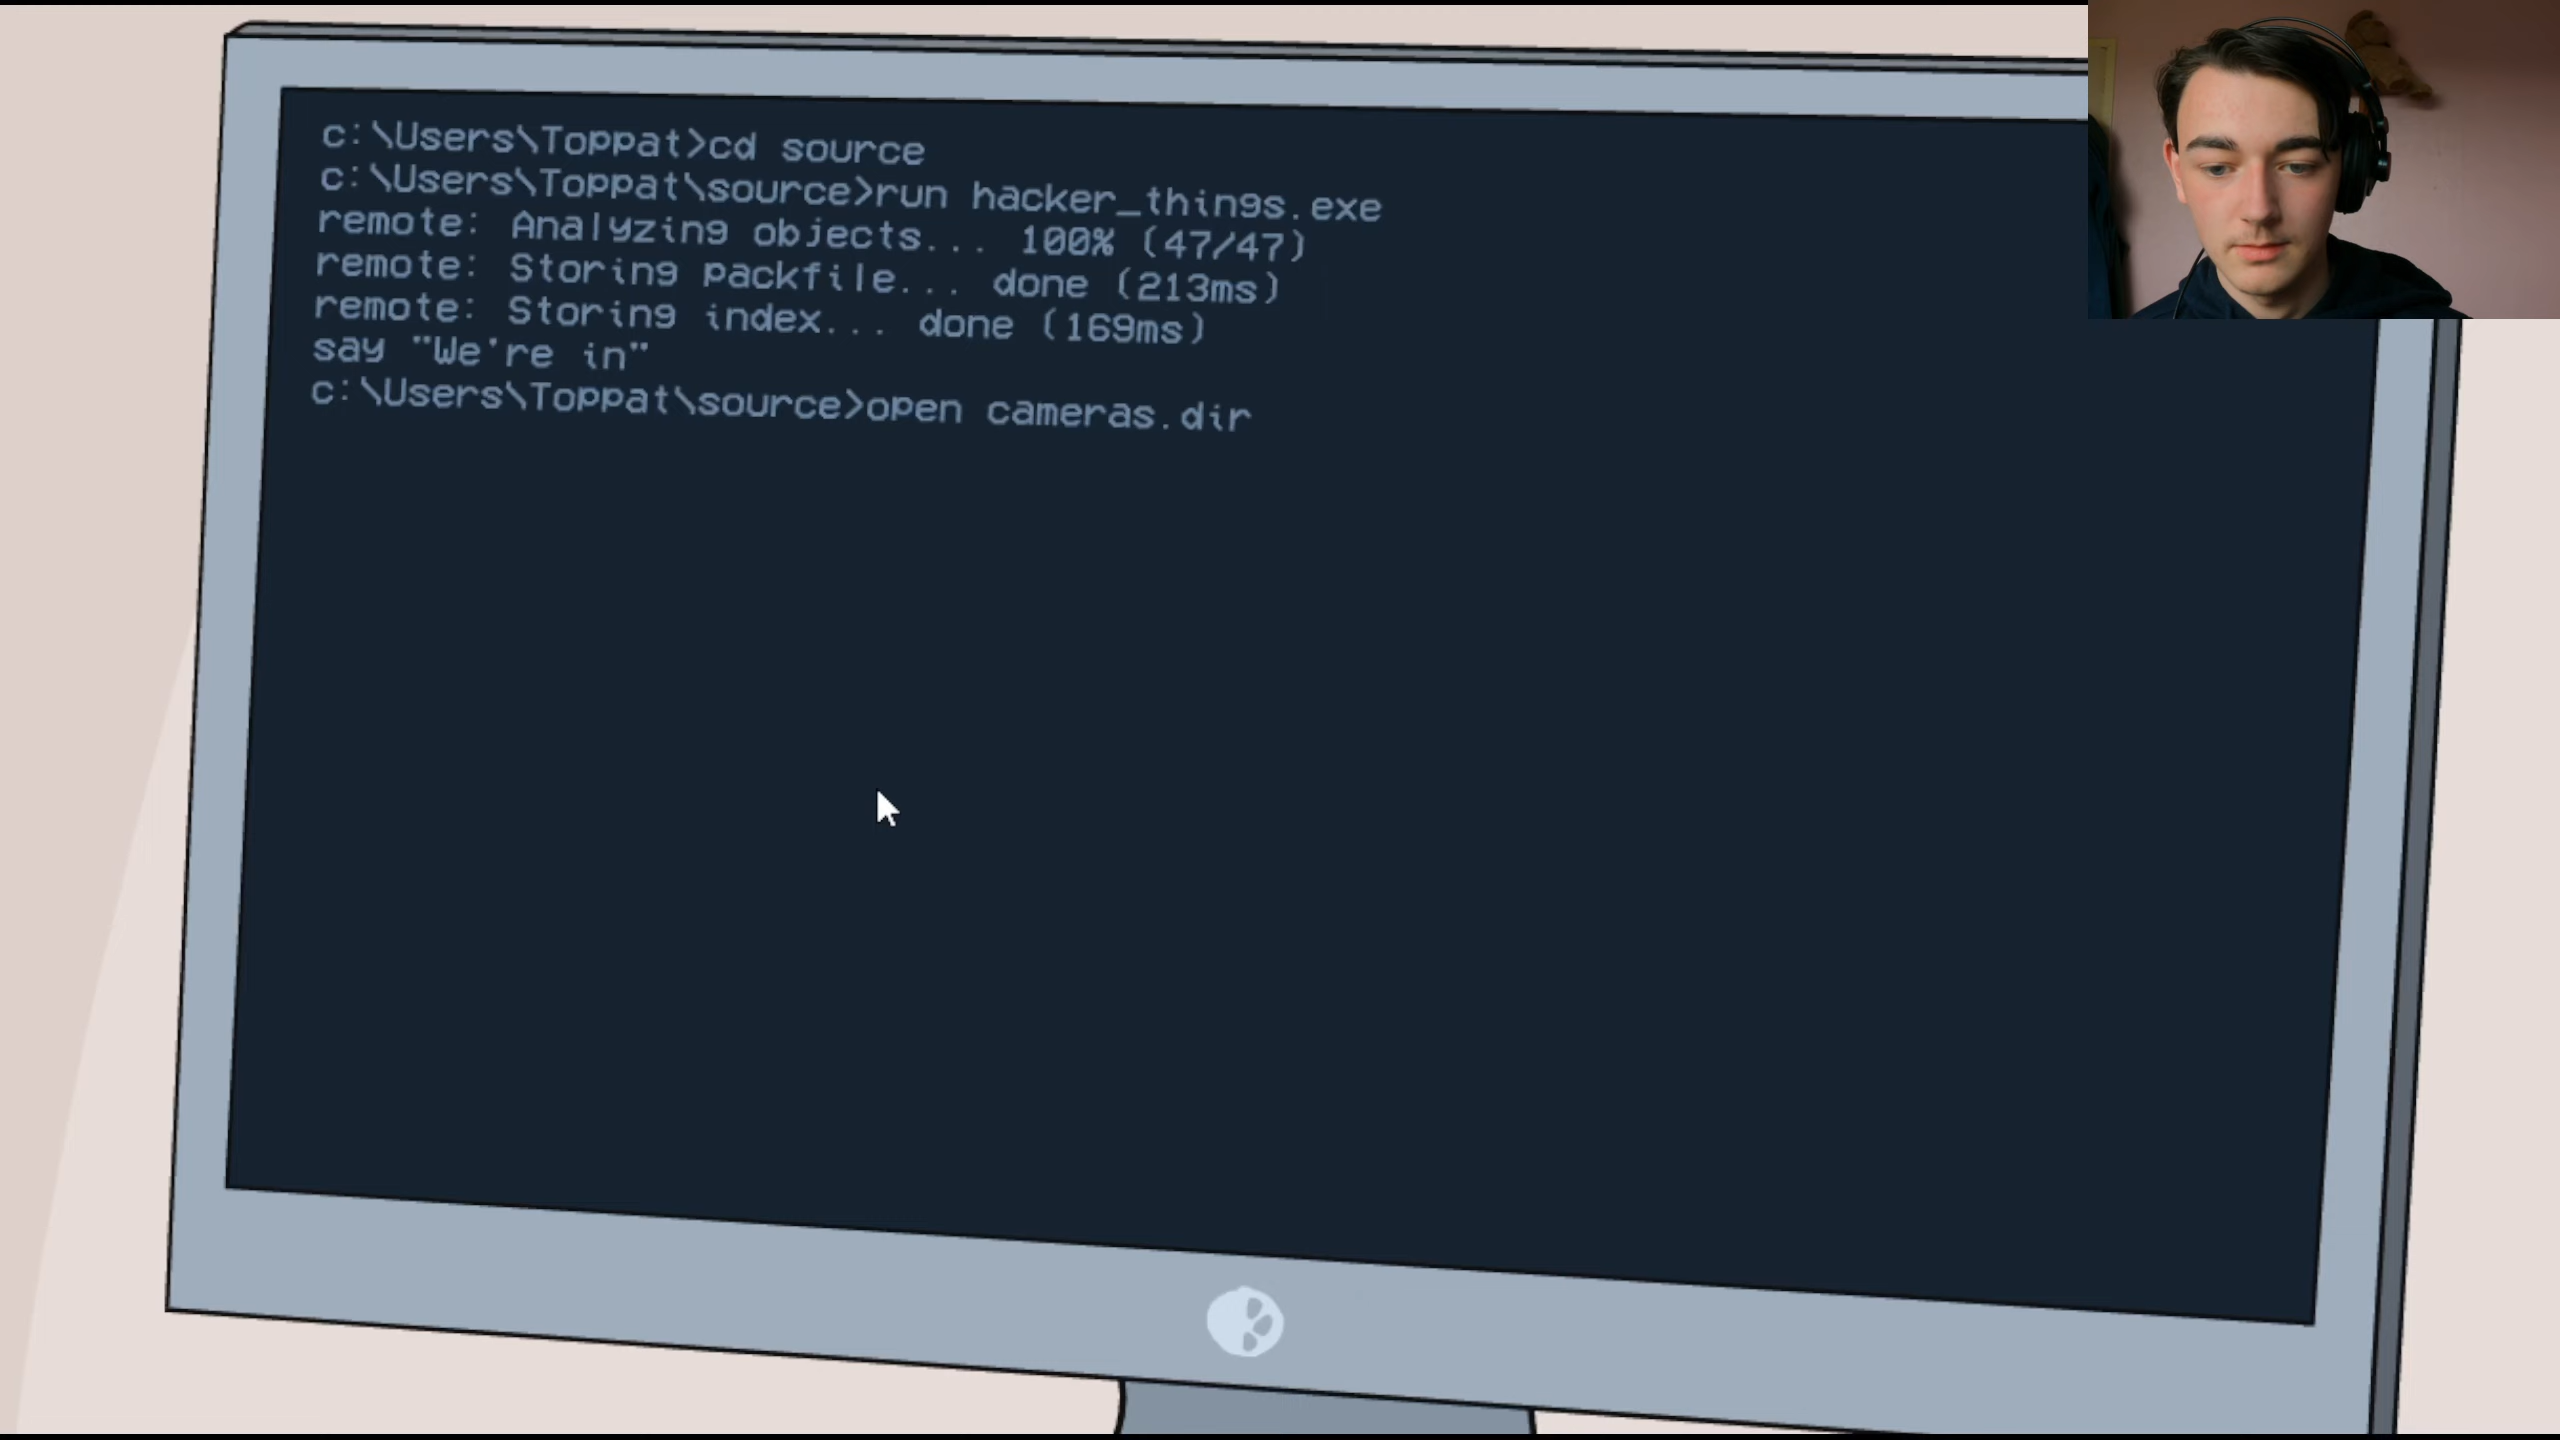 c:\Users\Toppat>cd source
c:\Users\Toppat\source>run hacker_things.exe
remote: Analyzing objects... 100% (47/47)
remote: Storing packfile... done (213ms)
remote: Storing index... done (169ms)
say "We're in"
c:\Users\Toppat\source>open cameras.dir